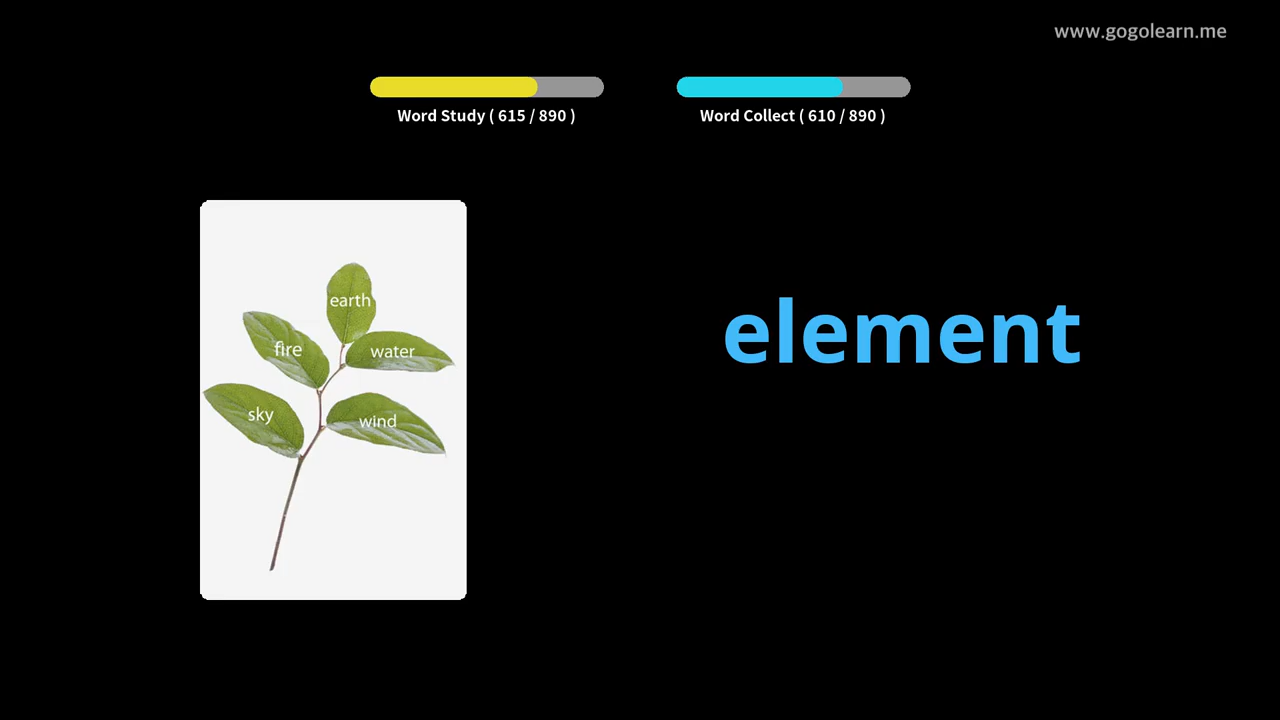 www.gogolearn.me
Word Study ( 615 / 890 )
Word Collect ( 610 / 890 )
earth
fire
water
sky
wind
element